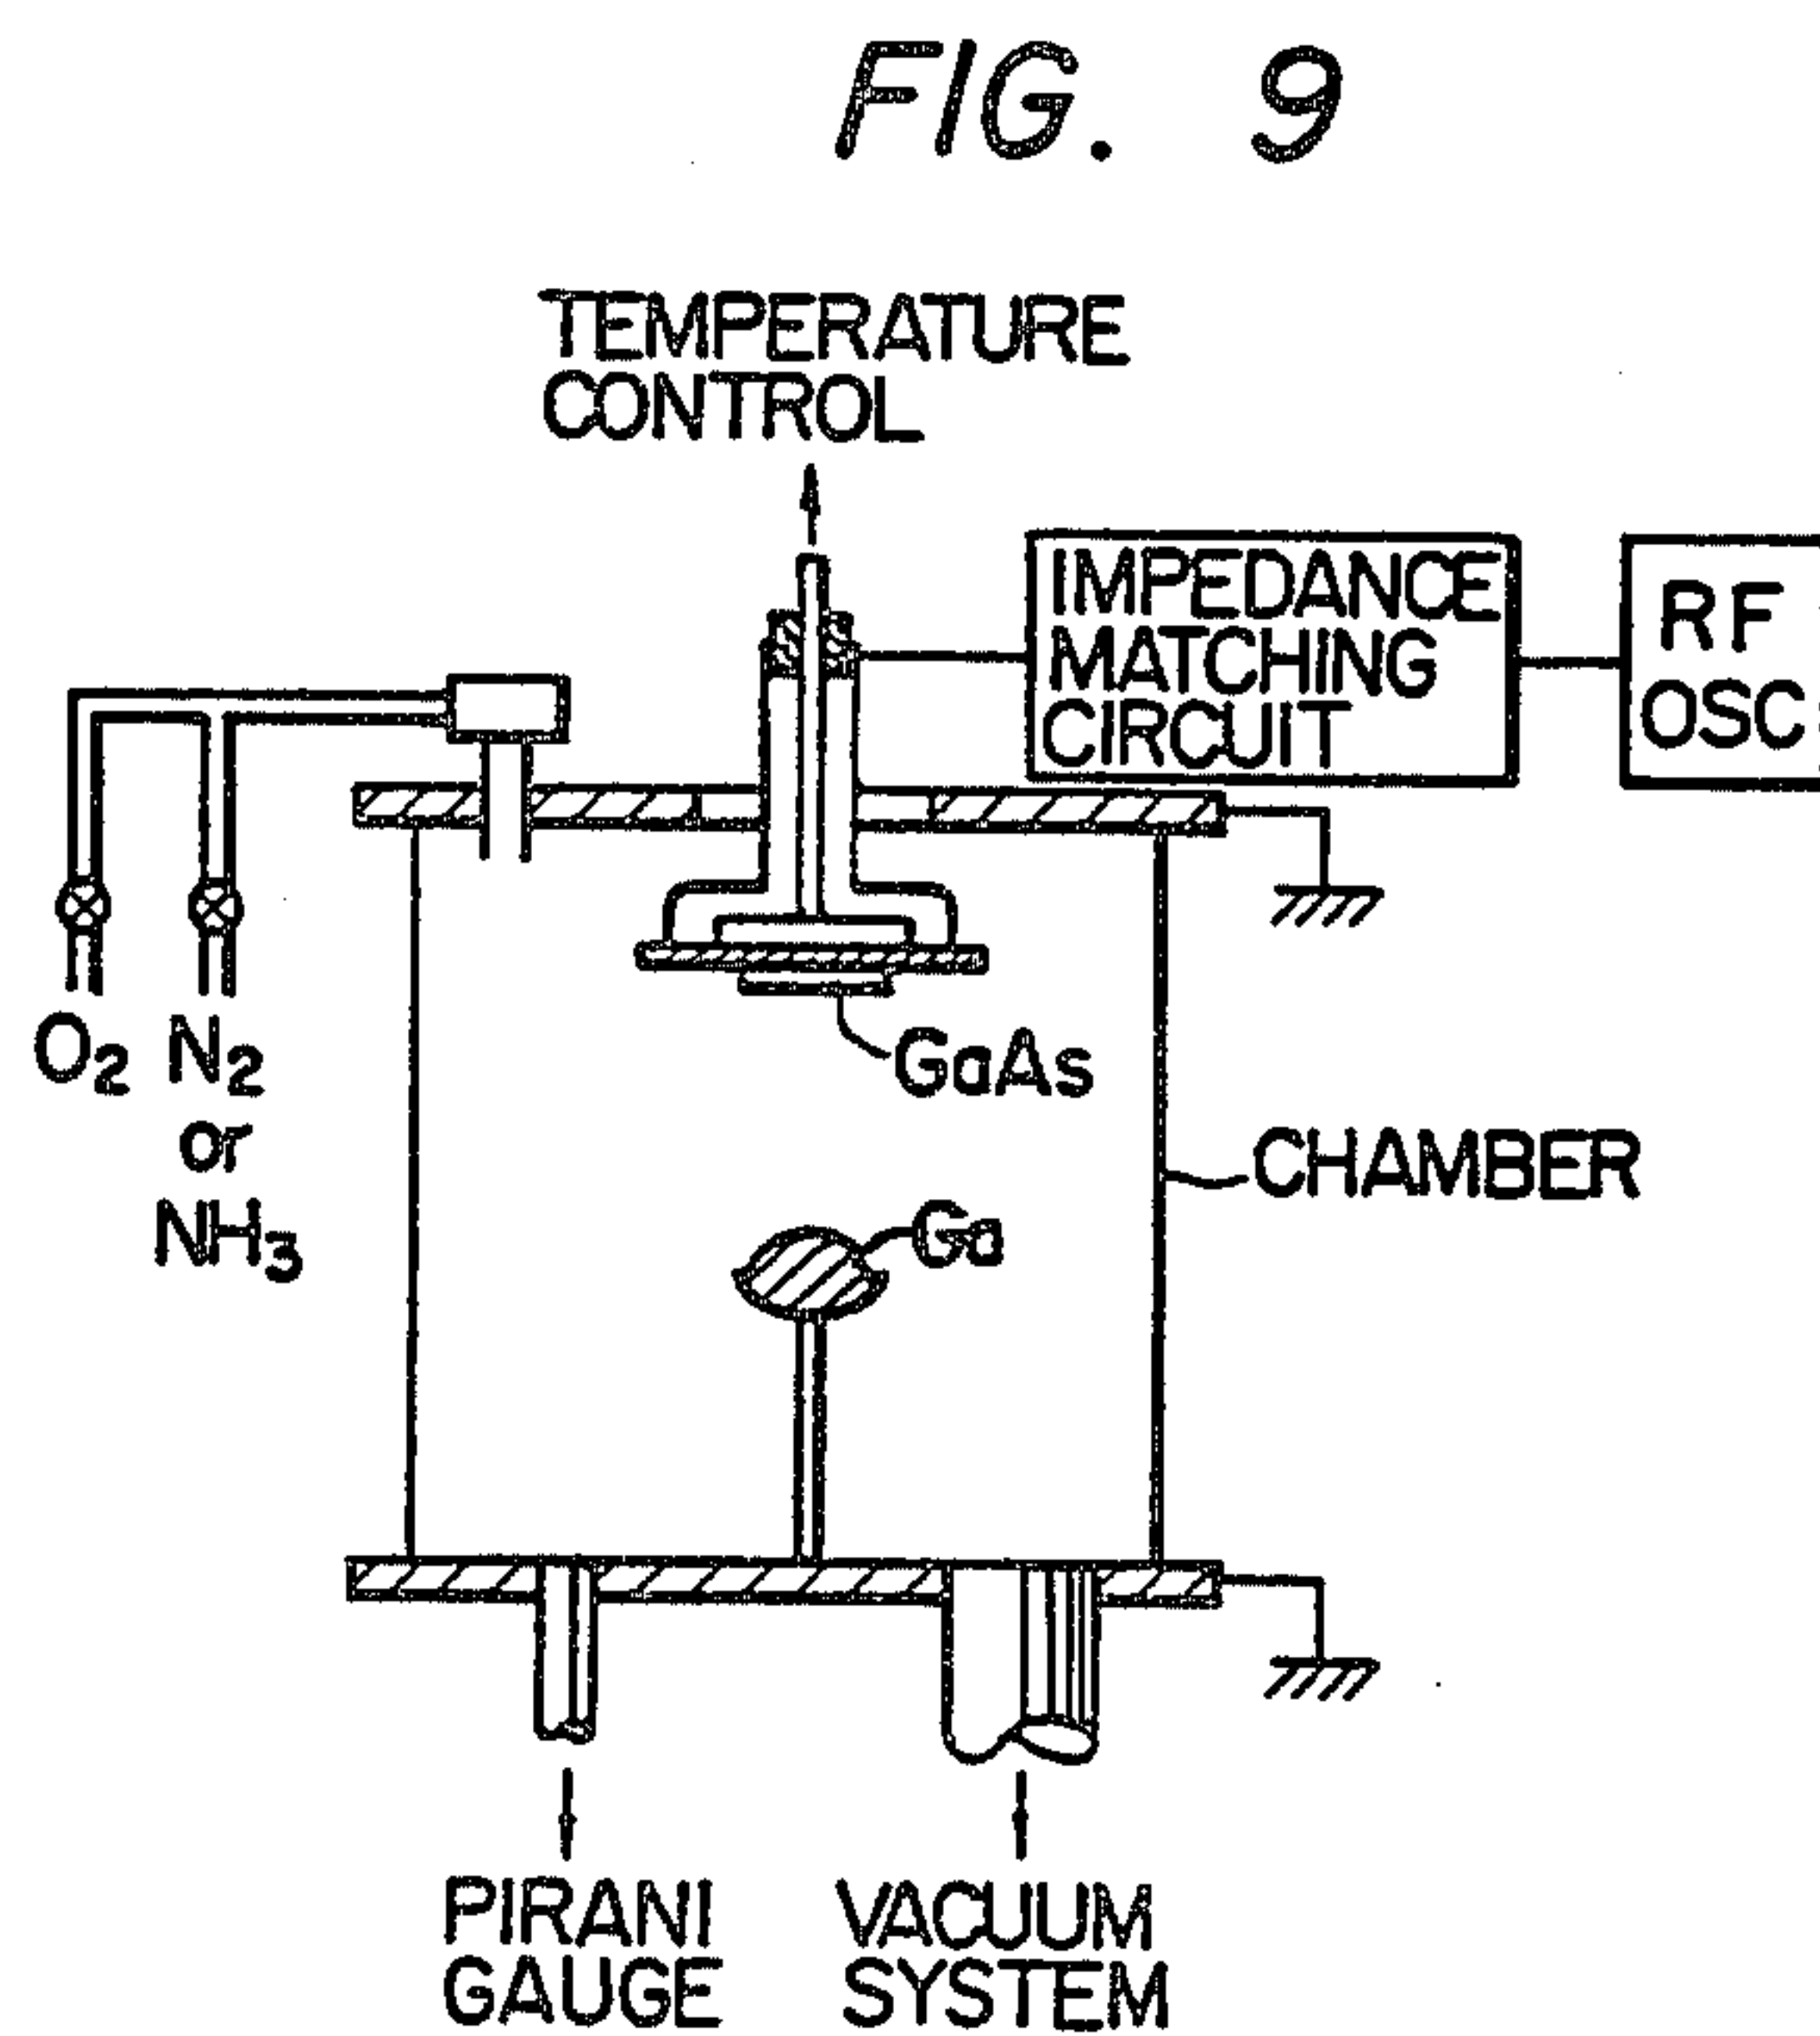 FIG. 9
TEMPERATURE
CONTROL
IMPEDANCE
MATCHING
CIRCUIT
RF
OSC
O2
N2
or
NH3
GaAs
CHAMBER
Ga
PIRANI
GAUGE
VACUUM
SYSTEM